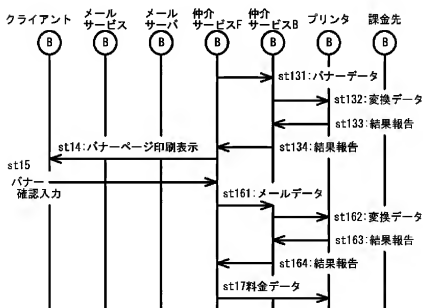 クライアント
メール
サービス
メール
サーバ
仲介
サービスF
仲介
サービスB
プリンタ
課金先
B
B
B
B
B
B
B
st131:バナーデータ
st132:変換データ
st133:結果報告
st14:バナーページ印刷表示
st134:結果報告
st15
バナー
確認入力
st161:メールデータ
st162:変換データ
st163:結果報告
st164:結果報告
st17料金データ